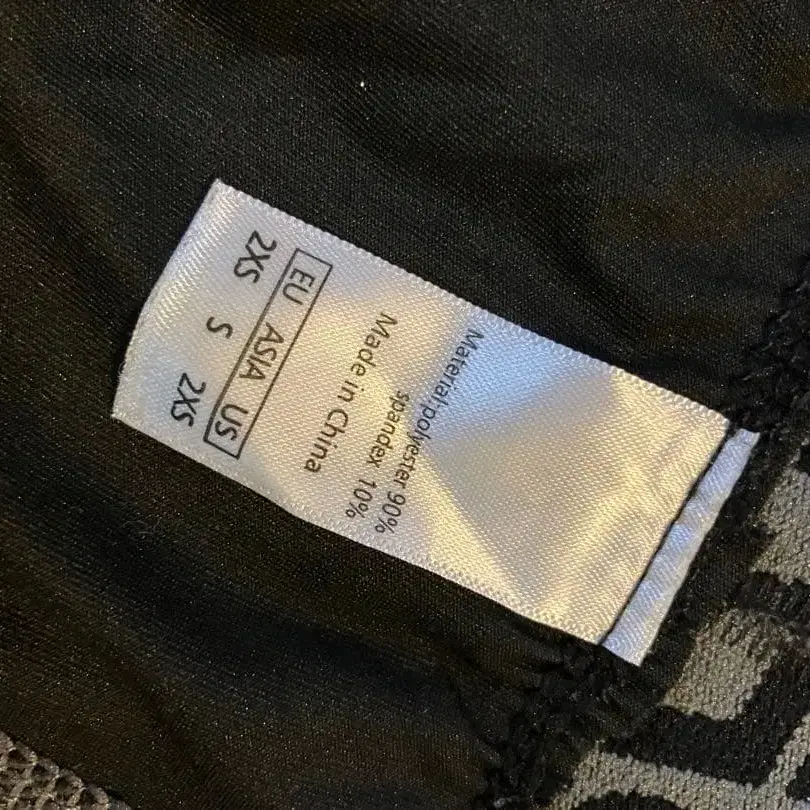 Material:polyester 90%
spandex 10%
Made in China
EU ASIA US
2XS S 2XS